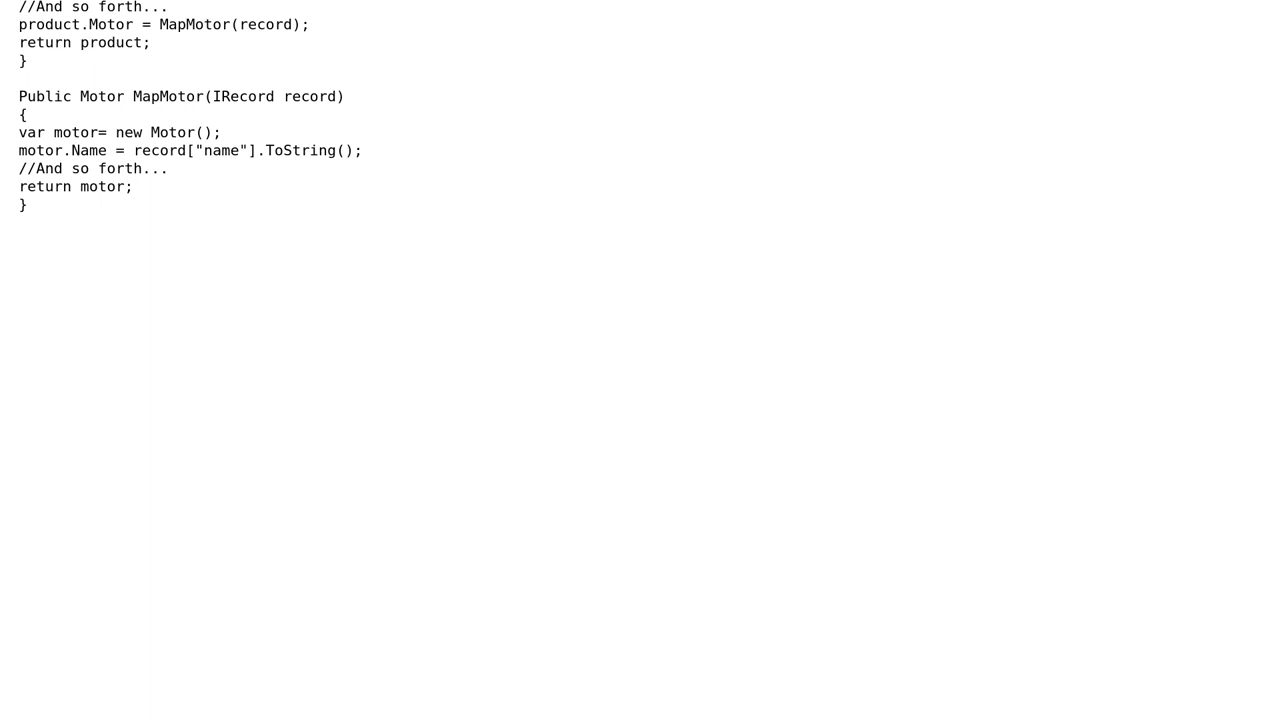 //And so forth...
product.Motor = MapMotor(record);
return product;
}

Public Motor MapMotor(IRecord record)
{
var motor= new Motor();
motor.Name = record["name"].ToString();
//And so forth...
return motor;
}